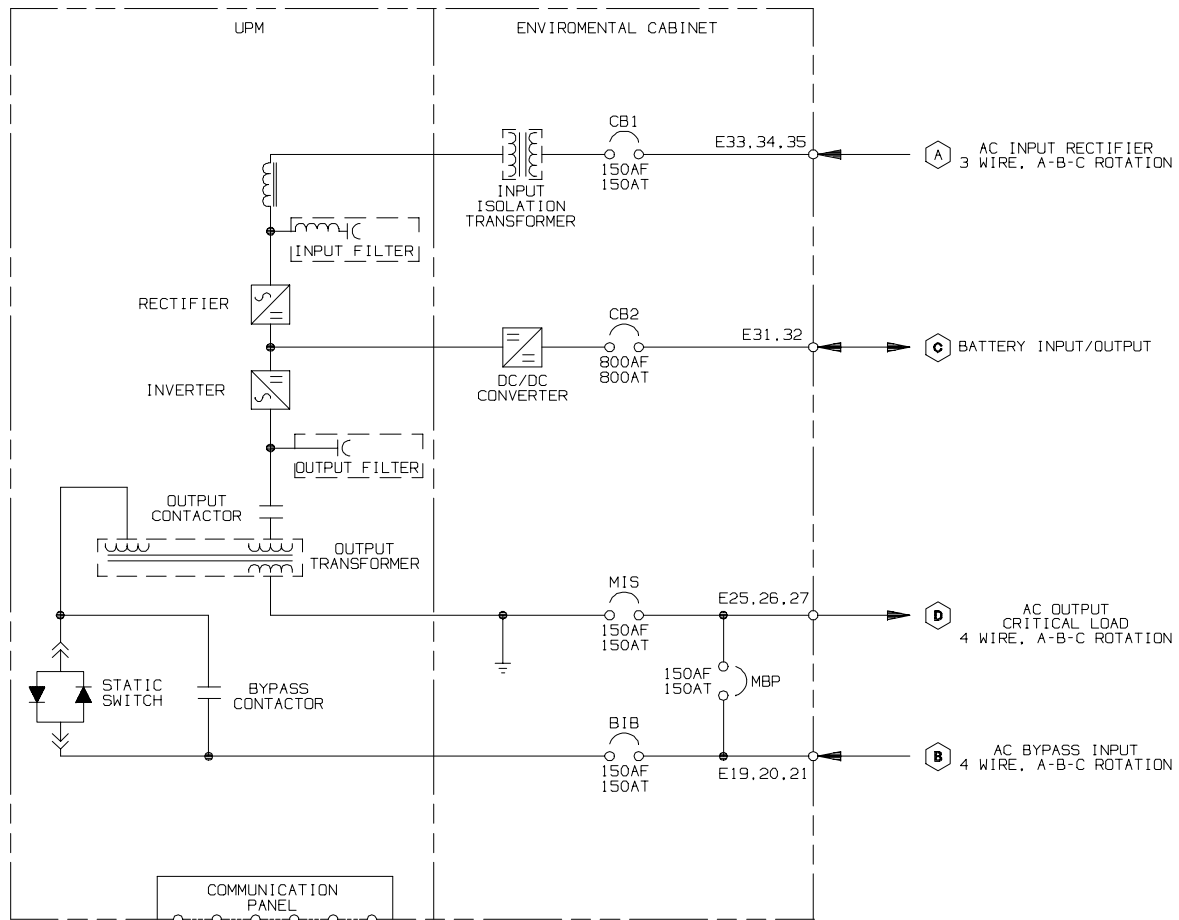 UPM
ENVIROMENTAL CABINET
CB1
150AF
150AT
E33,34,35
A
AC INPUT RECTIFIER
3 WIRE, A-B-C ROTATION
INPUT
ISOLATION
TRANSFORMER
INPUT FILTER
RECTIFIER
CB2
800AF
800AT
E31,32
C
BATTERY INPUT/OUTPUT
DC/DC
CONVERTER
INVERTER
OUTPUT FILTER
OUTPUT
CONTACTOR
OUTPUT
TRANSFORMER
MIS
150AF
150AT
E25,26,27
D
AC OUTPUT
CRITICAL LOAD
4 WIRE, A-B-C ROTATION
STATIC
SWITCH
BYPASS
CONTACTOR
150AF
150AT
MBP
BIB
150AF
150AT
E19,20,21
B
AC BYPASS INPUT
4 WIRE, A-B-C ROTATION
COMMUNICATION
PANEL